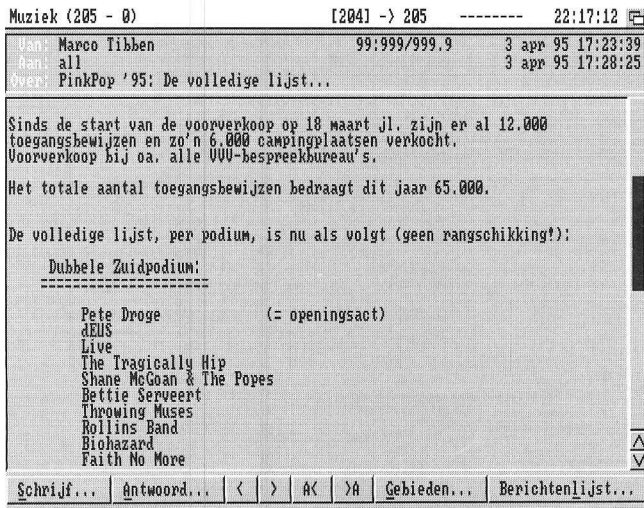 Muziek (205 - 0) [204] -> 205 --------- 22:17:12
Van: Marco Tibben 99:999/999.9 3 apr 95 17:23:39
Aan: all 3 apr 95 17:28:25
Over: PinkPop '95: De volledige lijst...
Sinds de start van de voorverkoop op 18 maart jl. zijn er al 12.000
toegangsbewijzen en zo'n 6.000 campingplaatsen verkocht.
Voorverkoop bij oa. alle VVV-bespreekbureau's.
Het totale aantal toegangsbewijzen bedraagt dit jaar 65.000.
De volledige lijst, per podium, is nu als volgt (geen rangschikking!):
Dubbele Zuidpodium:
====================
Pete Droge (= openingsact)
dEUS
Live
The Tragically Hip
Shane McGoan & The Popes
Bettie Serveert
Throwing Muses
Rollins Band
Biohazard
Faith No More
Schrijf... Antwoord... < > A< >A Gebieden... Berichtenlijst...